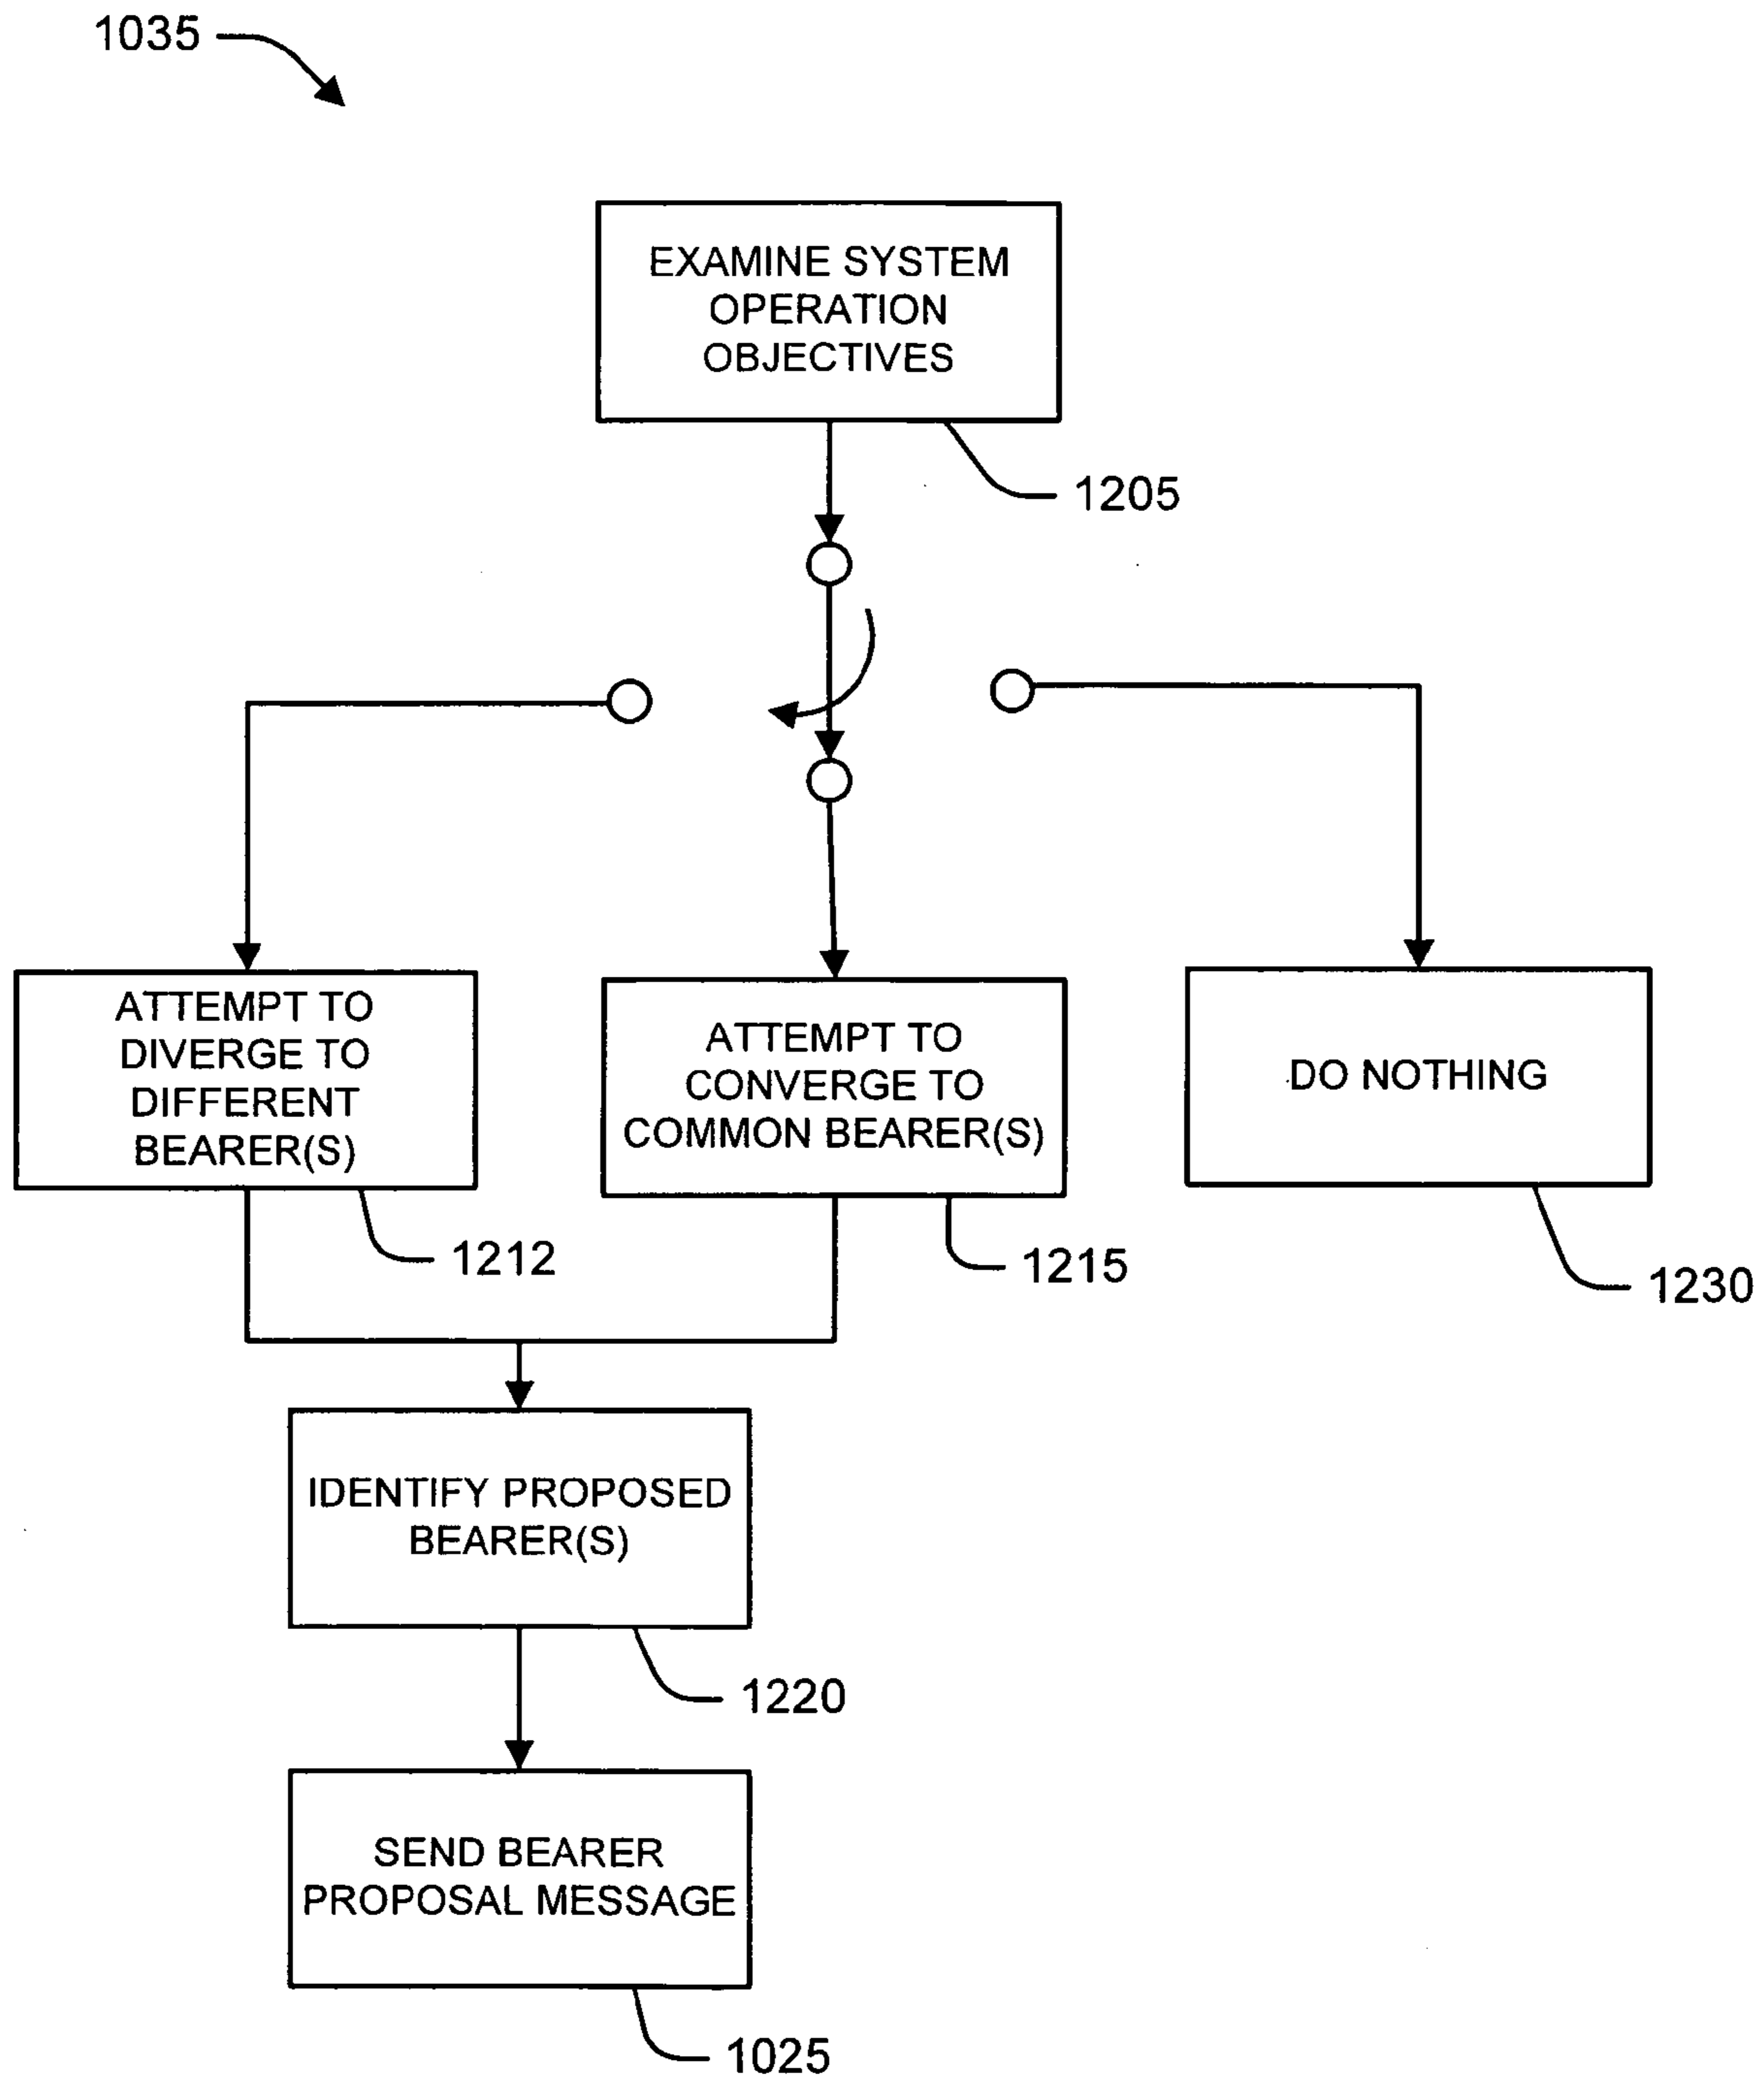 1035
EXAMINE SYSTEM
OPERATION
OBJECTIVES
1205
ATTEMPT TO
DIVERGE TO
DIFFERENT
BEARER(S)
1212
ATTEMPT TO
CONVERGE TO
COMMON BEARER(S)
1215
DO NOTHING
1230
IDENTIFY PROPOSED
BEARER(S)
1220
SEND BEARER
PROPOSAL MESSAGE
1025